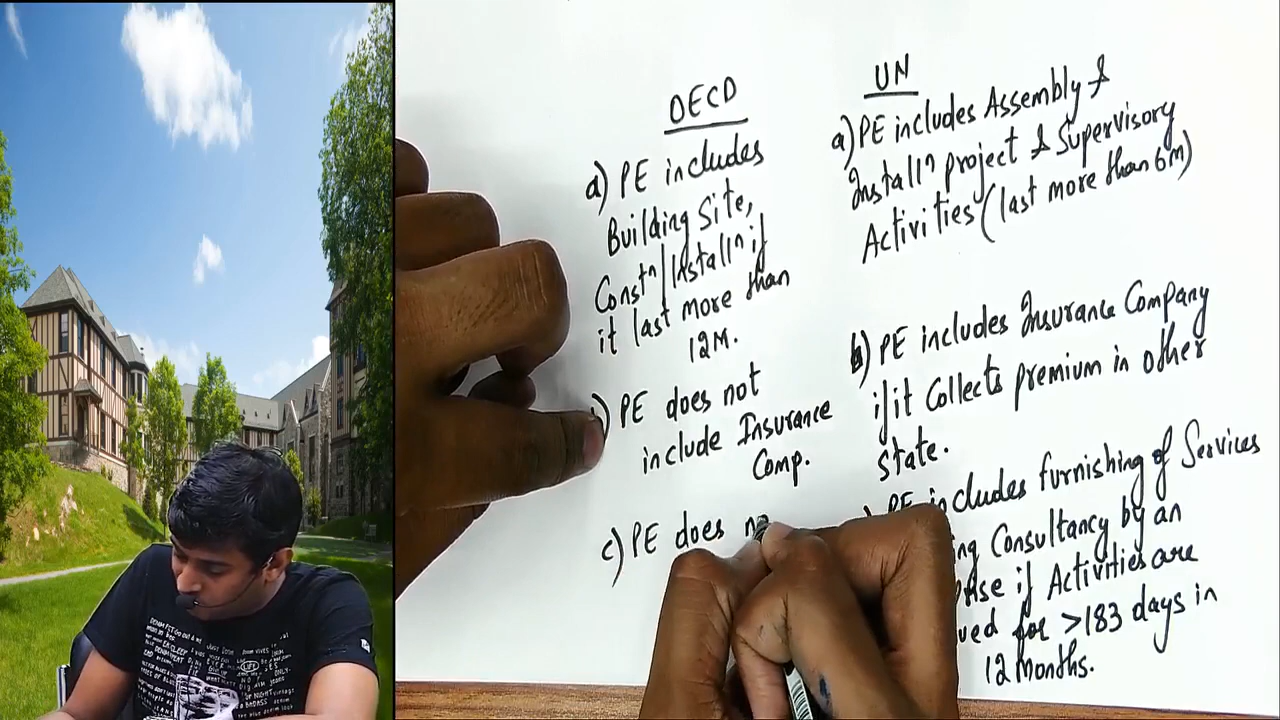 OECD
a) PE includes
Building Site,
Constⁿ/Installⁿ if
it last more than
12M.
b) PE does not
include Insurance
Comp.
c) PE does no
UN
a) PE includes Assembly &
Installⁿ project & Supervisory
Activities (last more than 6M)
b) PE includes Insurance Company
if it Collects premium in other
state.
PE includes furnishing of Services
Consultancy by an
if Activities are
for >183 days in
12 months.